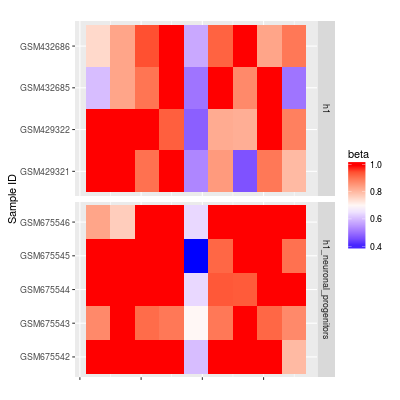 Sample ID
GSM432686
GSM432685
GSM429322
GSM429321
h1
GSM675546
GSM675545
GSM675544
GSM675543
GSM675542
h1_neuronal_progenitors
beta
1.0
0.8
0.6
0.4